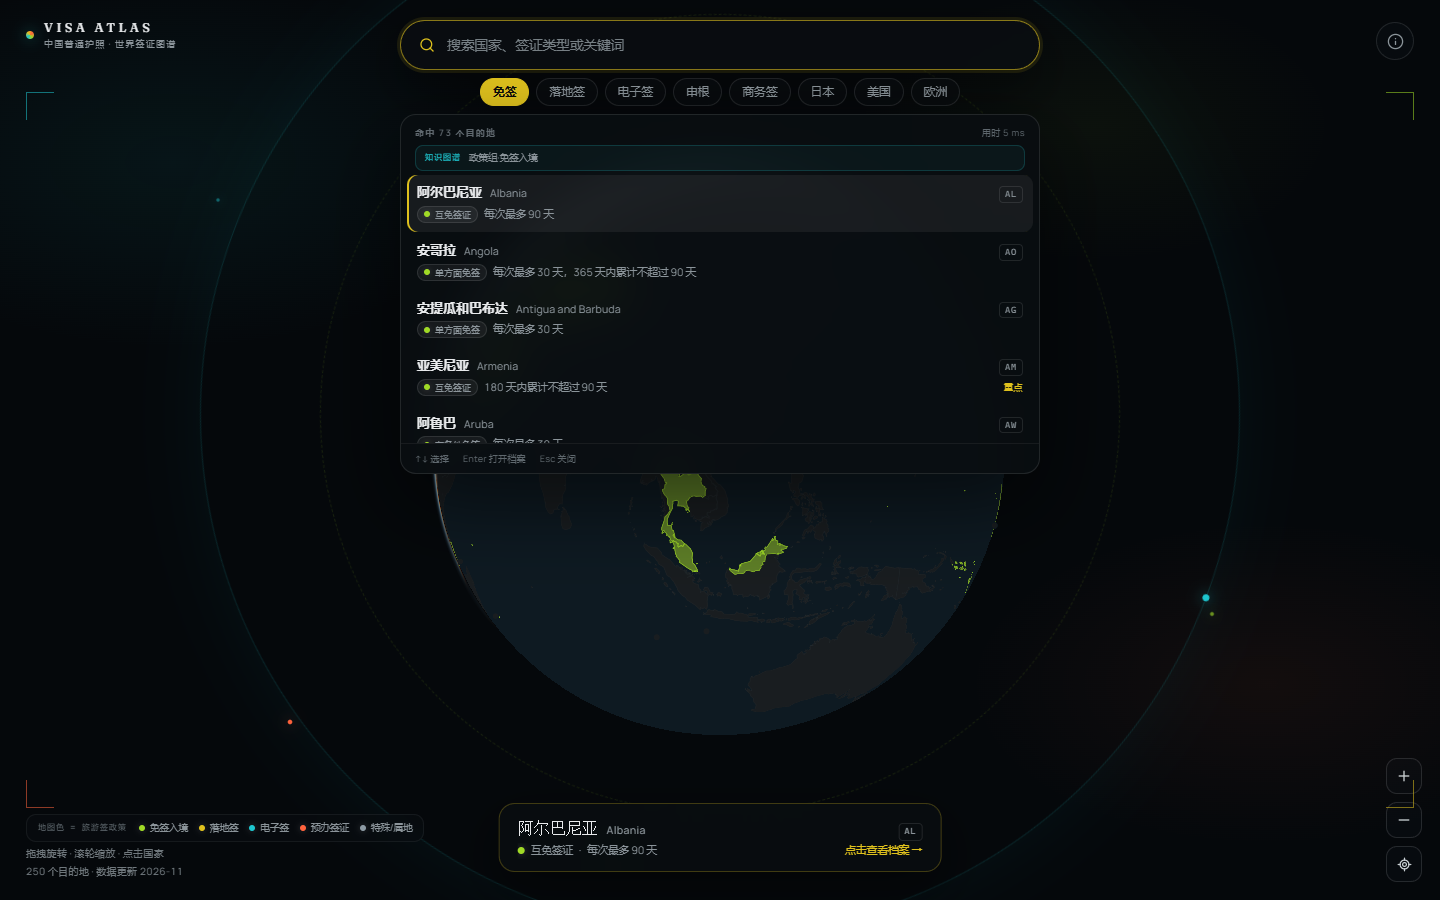 VISA ATLAS
中国普通护照 · 世界签证图谱
搜索国家、签证类型或关键词
免签 落地签 电子签 申根 商务签 日本 美国 欧洲
命中 73 个目的地 用时 5 ms
知识图谱 政策组:免签入境
阿尔巴尼亚 Albania AL
互免签证 每次最多 90 天
安哥拉 Angola AO
单方面免签 每次最多 30 天，365 天内累计不超过 90 天
安提瓜和巴布达 Antigua and Barbuda AG
单方面免签 每次最多 30 天
亚美尼亚 Armenia AM
互免签证 180 天内累计不超过 90 天 重点
阿鲁巴 Aruba AW
每次最多 30 天
↑↓ 选择 Enter 打开档案 Esc 关闭
阿尔巴尼亚 Albania AL
互免签证 · 每次最多 90 天 点击查看档案 →
地图色 = 旅游签政策 免签入境 落地签 电子签 预办签证 特殊/属地
拖拽旋转 · 滚轮缩放 · 点击国家
250 个目的地 · 数据更新 2026-11